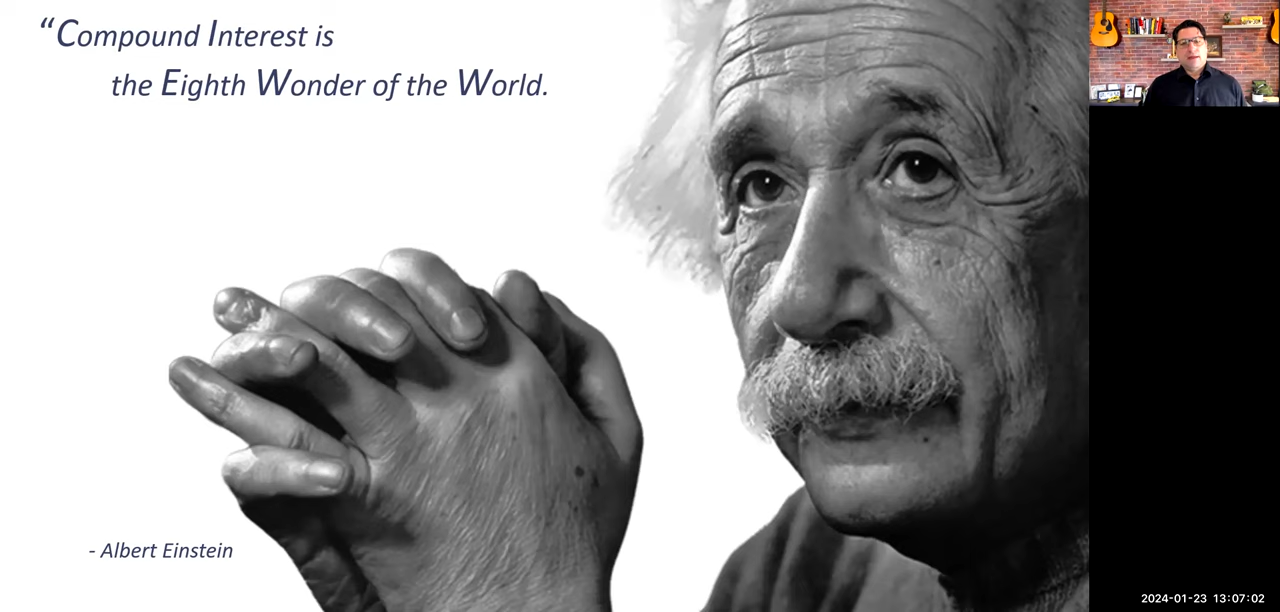 “Compound Interest is
the Eighth Wonder of the World.
- Albert Einstein
2024-01-23 13:07:02